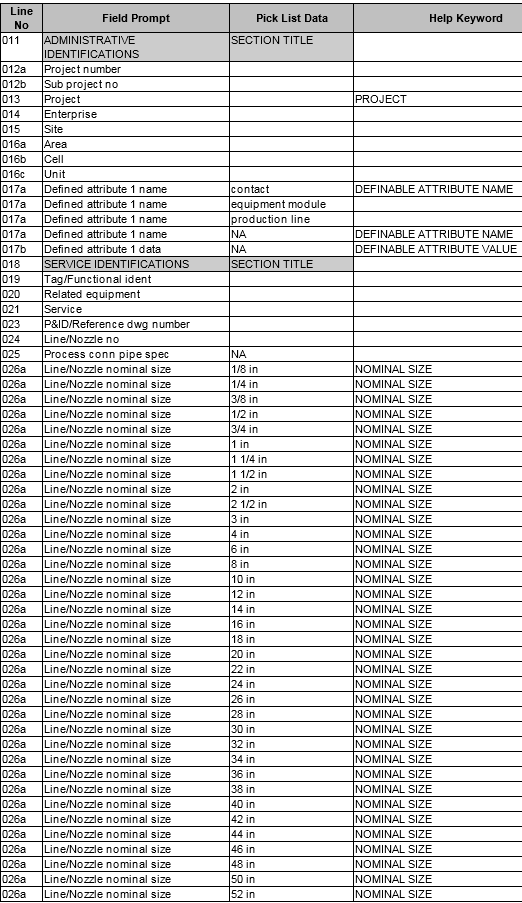 Line No Field Prompt Pick List Data Help Keyword
011 ADMINISTRATIVE IDENTIFICATIONS SECTION TITLE
012a Project number
012b Sub project no
013 Project PROJECT
014 Enterprise
015 Site
016a Area
016b Cell
016c Unit
017a Defined attribute 1 name contact DEFINABLE ATTRIBUTE NAME
017a Defined attribute 1 name equipment module
017a Defined attribute 1 name production line
017a Defined attribute 1 name NA DEFINABLE ATTRIBUTE NAME
017b Defined attribute 1 data NA DEFINABLE ATTRIBUTE VALUE
018 SERVICE IDENTIFICATIONS SECTION TITLE
019 Tag/Functional ident
020 Related equipment
021 Service
023 P&ID/Reference dwg number
024 Line/Nozzle no
025 Process conn pipe spec NA
026a Line/Nozzle nominal size 1/8 in NOMINAL SIZE
026a Line/Nozzle nominal size 1/4 in NOMINAL SIZE
026a Line/Nozzle nominal size 3/8 in NOMINAL SIZE
026a Line/Nozzle nominal size 1/2 in NOMINAL SIZE
026a Line/Nozzle nominal size 3/4 in NOMINAL SIZE
026a Line/Nozzle nominal size 1 in NOMINAL SIZE
026a Line/Nozzle nominal size 1 1/4 in NOMINAL SIZE
026a Line/Nozzle nominal size 1 1/2 in NOMINAL SIZE
026a Line/Nozzle nominal size 2 in NOMINAL SIZE
026a Line/Nozzle nominal size 2 1/2 in NOMINAL SIZE
026a Line/Nozzle nominal size 3 in NOMINAL SIZE
026a Line/Nozzle nominal size 4 in NOMINAL SIZE
026a Line/Nozzle nominal size 6 in NOMINAL SIZE
026a Line/Nozzle nominal size 8 in NOMINAL SIZE
026a Line/Nozzle nominal size 10 in NOMINAL SIZE
026a Line/Nozzle nominal size 12 in NOMINAL SIZE
026a Line/Nozzle nominal size 14 in NOMINAL SIZE
026a Line/Nozzle nominal size 16 in NOMINAL SIZE
026a Line/Nozzle nominal size 18 in NOMINAL SIZE
026a Line/Nozzle nominal size 20 in NOMINAL SIZE
026a Line/Nozzle nominal size 22 in NOMINAL SIZE
026a Line/Nozzle nominal size 24 in NOMINAL SIZE
026a Line/Nozzle nominal size 26 in NOMINAL SIZE
026a Line/Nozzle nominal size 28 in NOMINAL SIZE
026a Line/Nozzle nominal size 30 in NOMINAL SIZE
026a Line/Nozzle nominal size 32 in NOMINAL SIZE
026a Line/Nozzle nominal size 34 in NOMINAL SIZE
026a Line/Nozzle nominal size 36 in NOMINAL SIZE
026a Line/Nozzle nominal size 38 in NOMINAL SIZE
026a Line/Nozzle nominal size 40 in NOMINAL SIZE
026a Line/Nozzle nominal size 42 in NOMINAL SIZE
026a Line/Nozzle nominal size 44 in NOMINAL SIZE
026a Line/Nozzle nominal size 46 in NOMINAL SIZE
026a Line/Nozzle nominal size 48 in NOMINAL SIZE
026a Line/Nozzle nominal size 50 in NOMINAL SIZE
026a Line/Nozzle nominal size 52 in NOMINAL SIZE